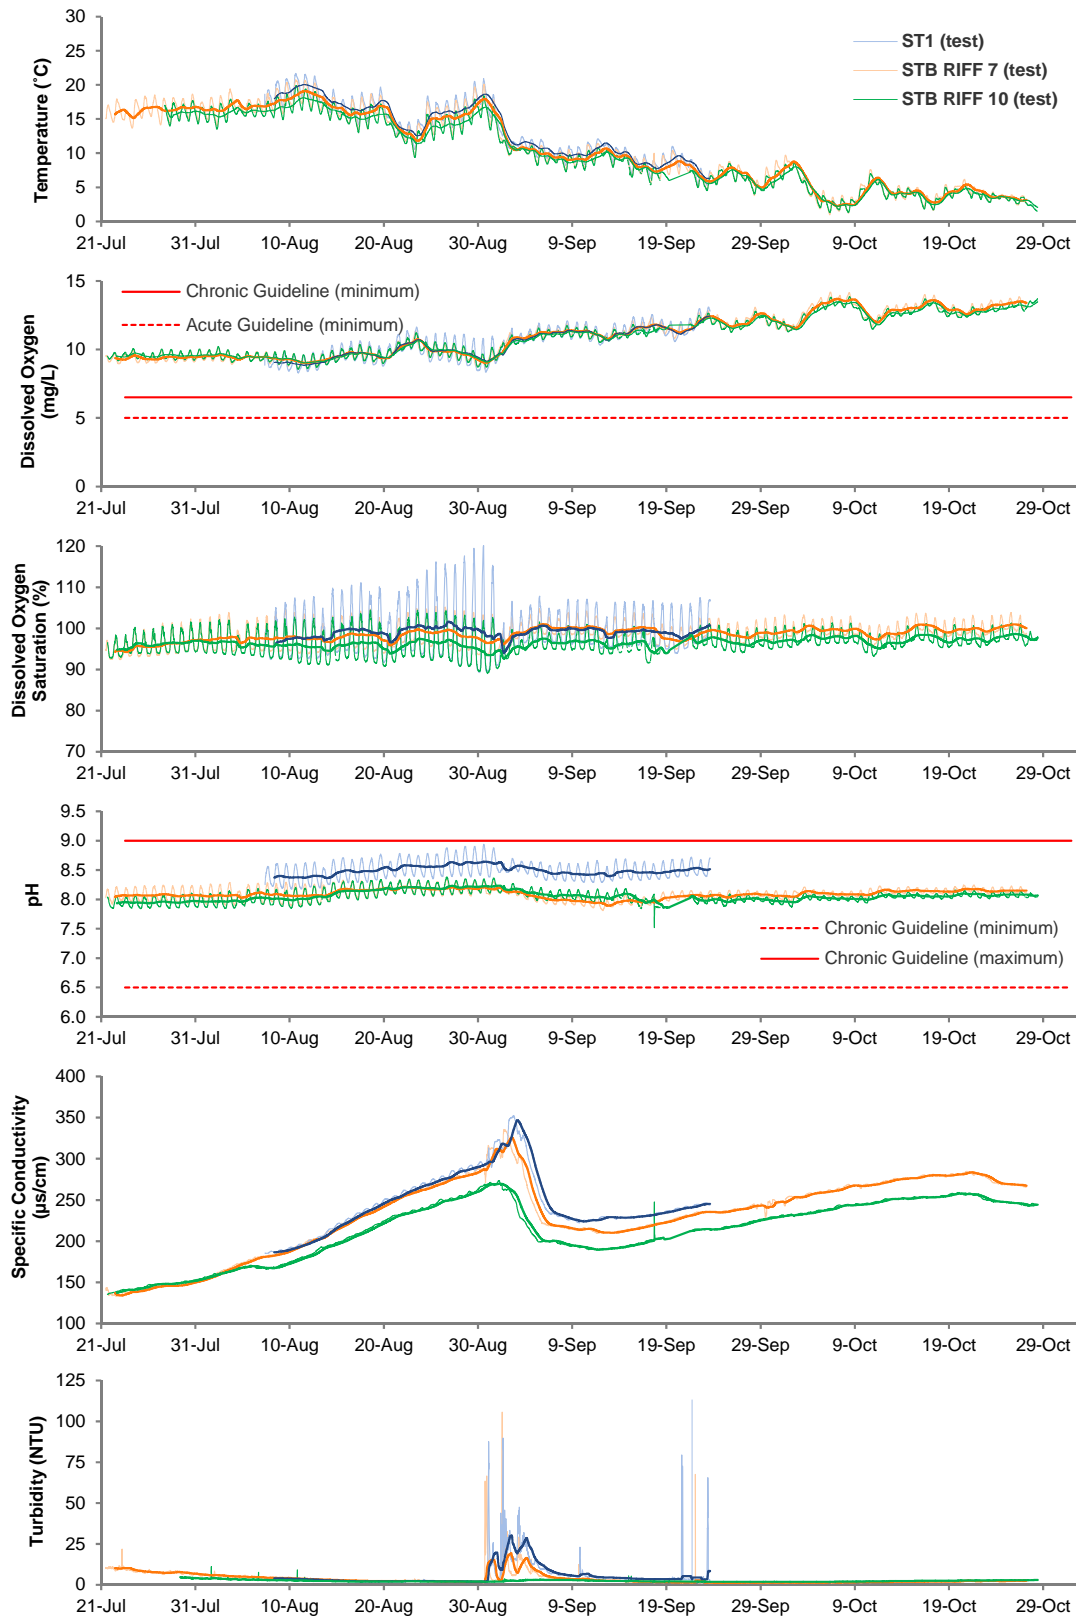 30
25
20
15
10
5
0
Temperature (°C)
ST1 (test)
STB RIFF 7 (test)
STB RIFF 10 (test)
21-Jul 31-Jul 10-Aug 20-Aug 30-Aug 9-Sep 19-Sep 29-Sep 9-Oct 19-Oct 29-Oct
15
10
5
0
Dissolved Oxygen
(mg/L)
Chronic Guideline (minimum)
Acute Guideline (minimum)
21-Jul 31-Jul 10-Aug 20-Aug 30-Aug 9-Sep 19-Sep 29-Sep 9-Oct 19-Oct 29-Oct
120
110
100
90
80
70
Dissolved Oxygen
Saturation (%)
21-Jul 31-Jul 10-Aug 20-Aug 30-Aug 9-Sep 19-Sep 29-Sep 9-Oct 19-Oct 29-Oct
9.5
9.0
8.5
8.0
7.5
7.0
6.5
6.0
pH
Chronic Guideline (minimum)
Chronic Guideline (maximum)
21-Jul 31-Jul 10-Aug 20-Aug 30-Aug 9-Sep 19-Sep 29-Sep 9-Oct 19-Oct 29-Oct
400
350
300
250
200
150
100
Specific Conductivity
(µs/cm)
21-Jul 31-Jul 10-Aug 20-Aug 30-Aug 9-Sep 19-Sep 29-Sep 9-Oct 19-Oct 29-Oct
125
100
75
50
25
0
Turbidity (NTU)
21-Jul 31-Jul 10-Aug 20-Aug 30-Aug 9-Sep 19-Sep 29-Sep 9-Oct 19-Oct 29-Oct